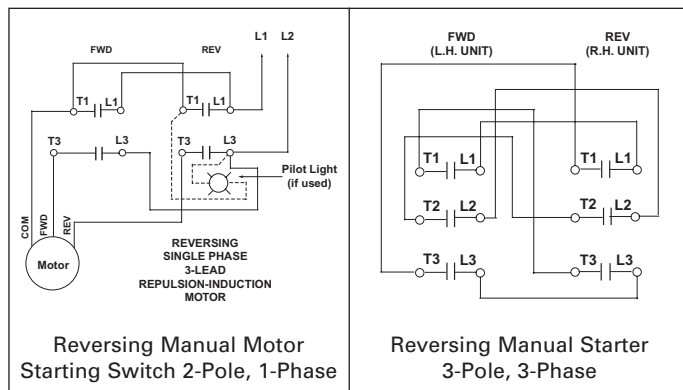 FWD
REV
L1 L2
T1 L1 T1 L1
T3 L3 T3 L3
Pilot Light
(if used)
COM
FWD
REV
Motor
REVERSING
SINGLE PHASE
3-LEAD
REPULSION-INDUCTION
MOTOR
Reversing Manual Motor
Starting Switch 2-Pole, 1-Phase
FWD
(L.H. UNIT)
REV
(R.H. UNIT)
T1 L1 T1 L1
T2 L2 T2 L2
T3 L3 T3 L3
Reversing Manual Starter
3-Pole, 3-Phase